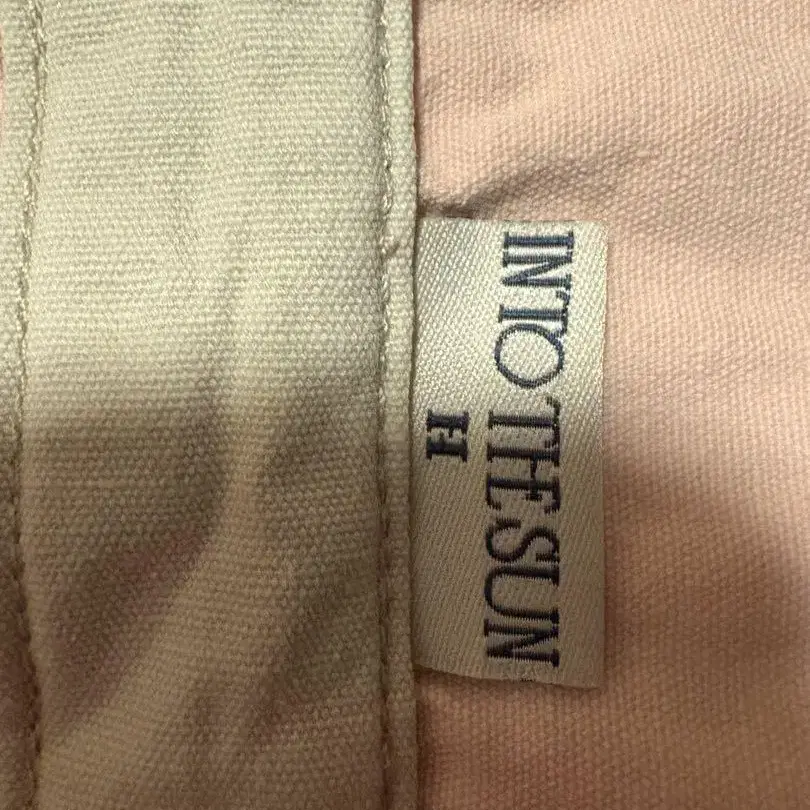 INTO THE SUN
H